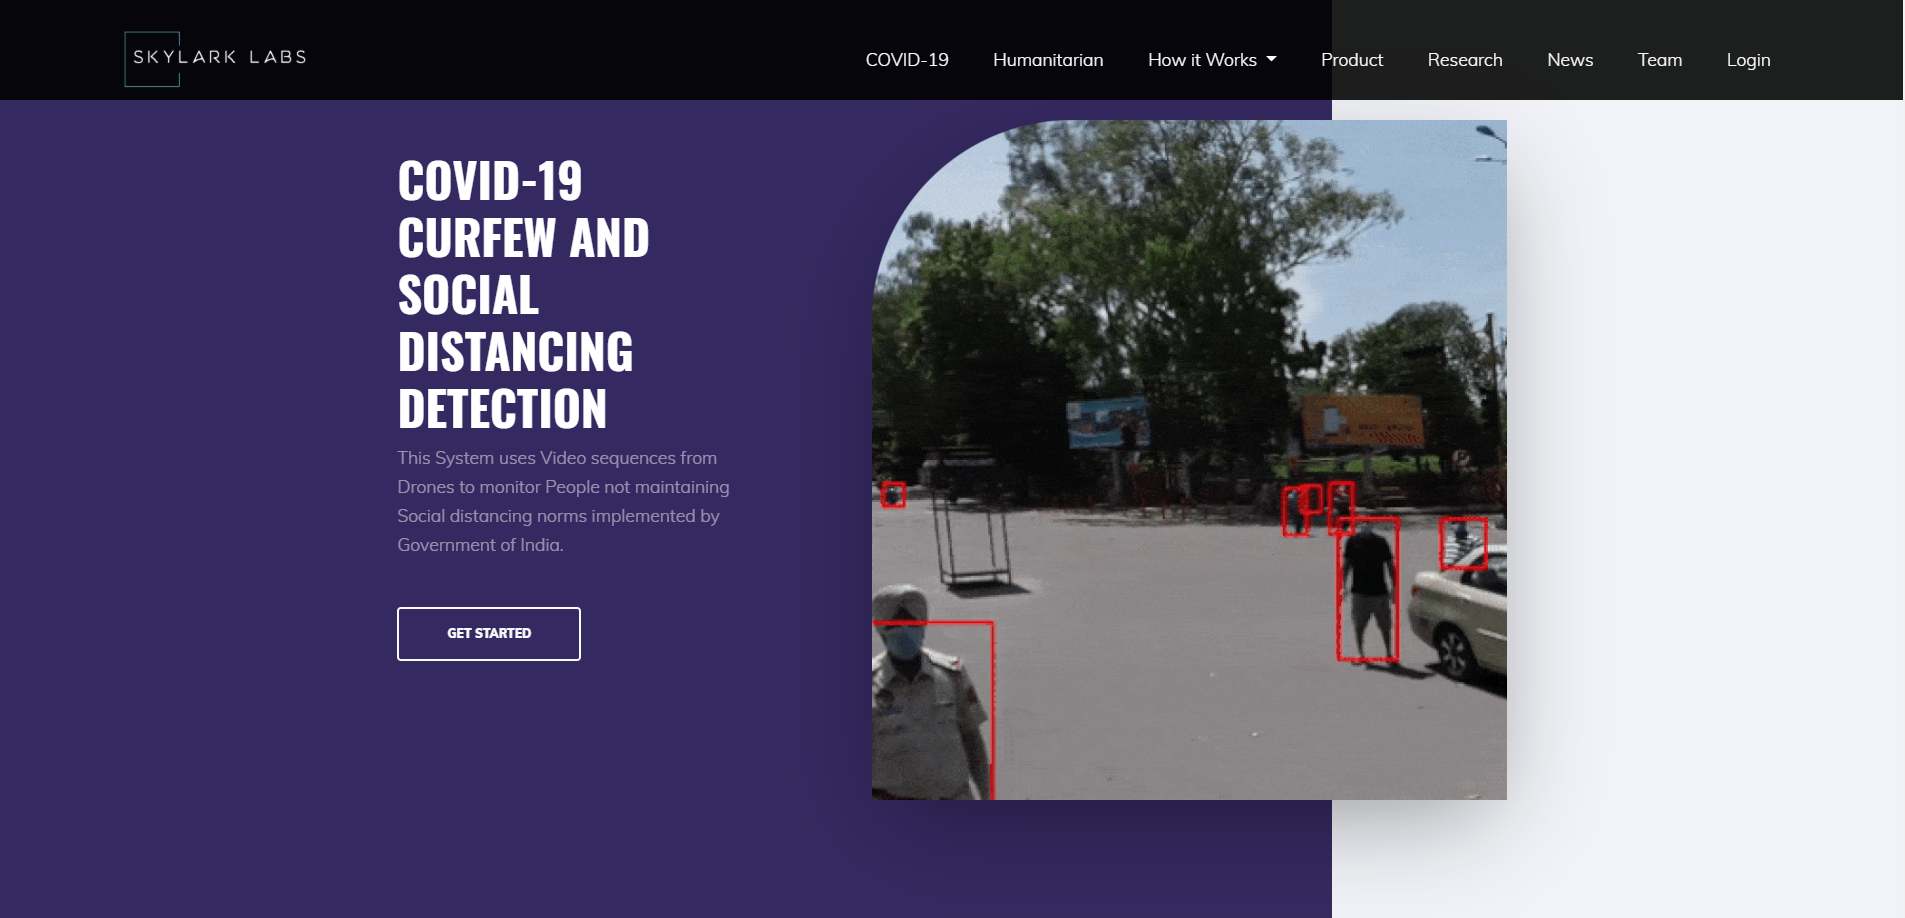 SKYLARK LABS
COVID-19 Humanitarian How it Works Product Research News Team Login
COVID-19
CURFEW AND
SOCIAL
DISTANCING
DETECTION
This System uses Video sequences from
Drones to monitor People not maintaining
Social distancing norms implemented by
Government of India.
GET STARTED